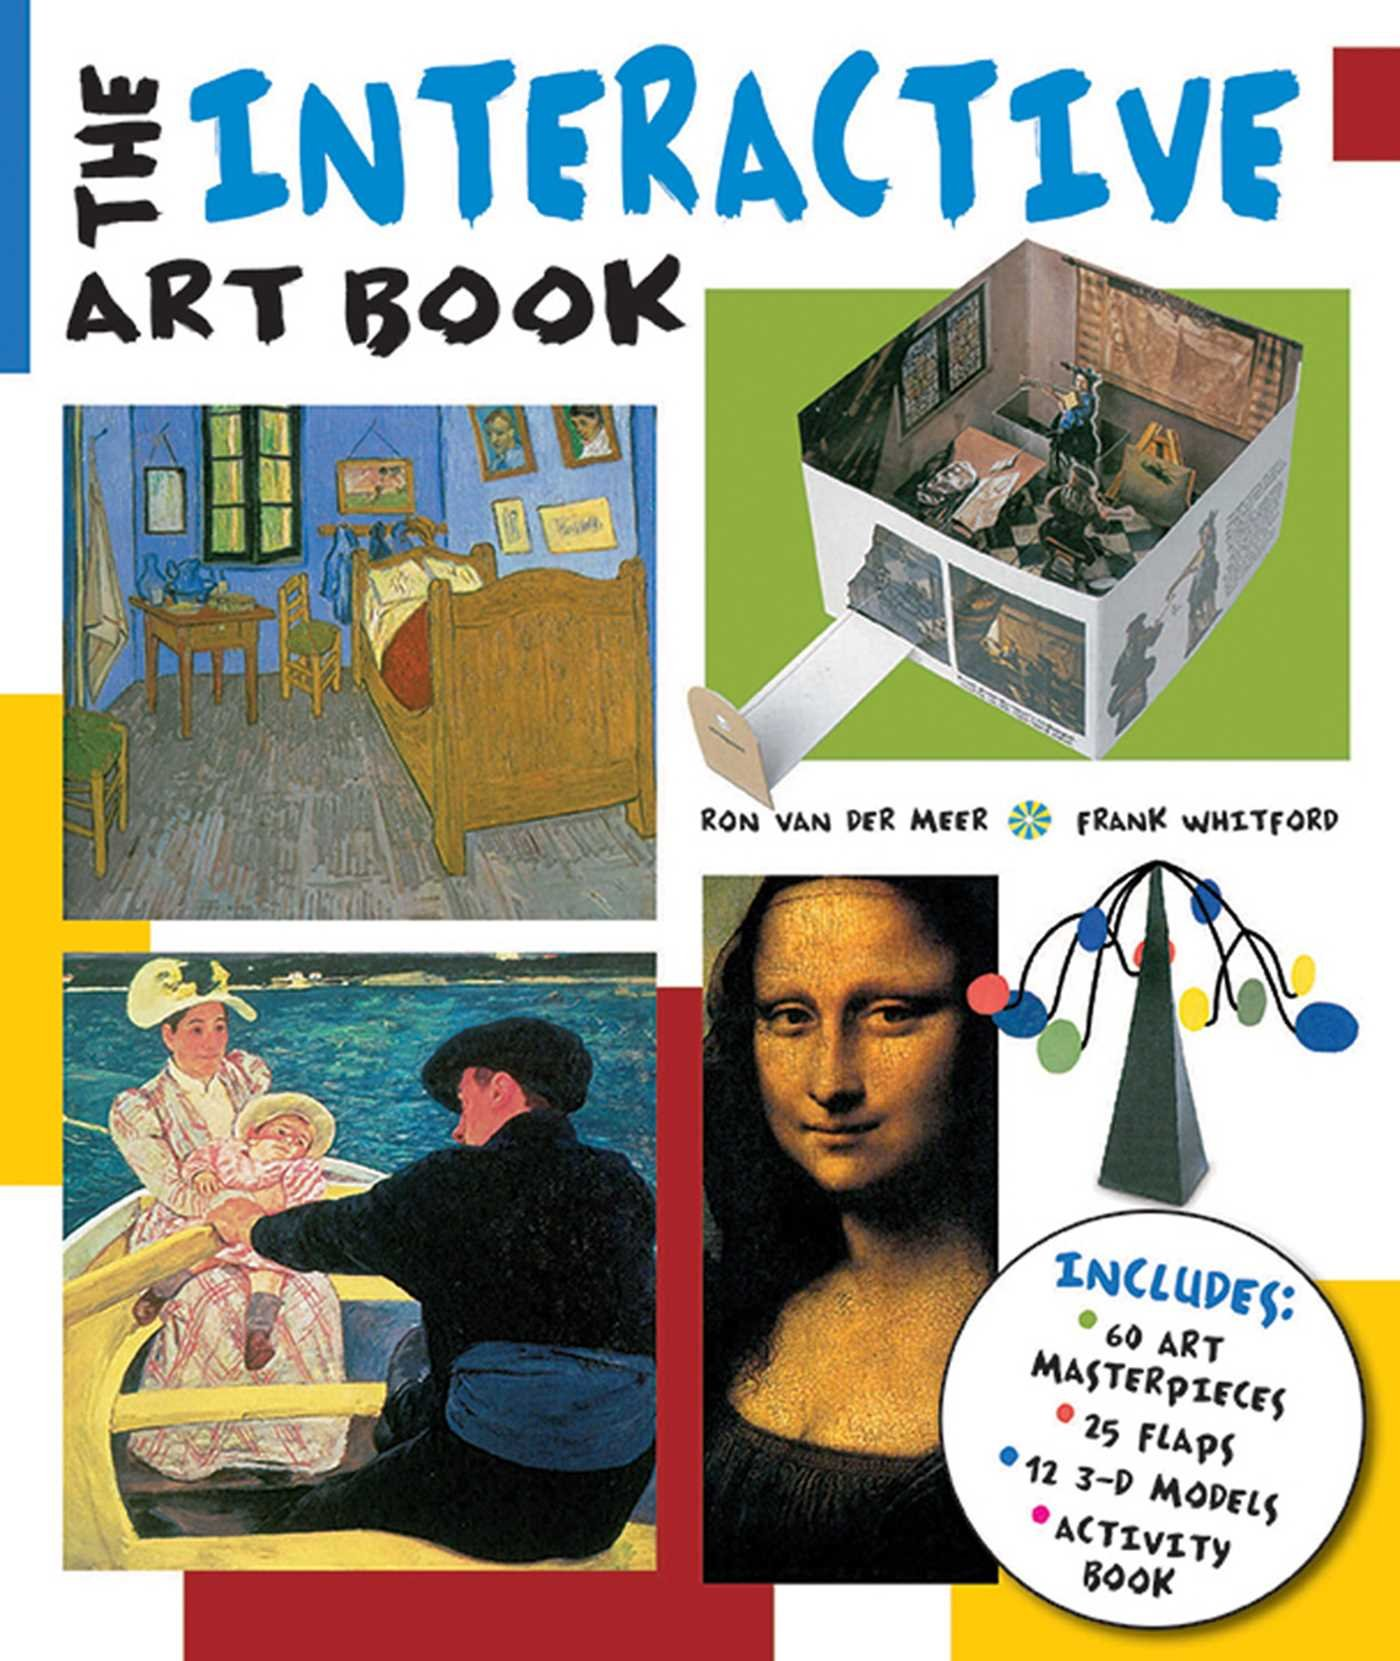 THE INTERACTIVE
ART BOOK
RON VAN DER MEER FRANK WHITFORD
INCLUDES:
60 ART
MASTERPIECES
25 FLAPS
12 3-D MODELS
ACTIVITY
BOOK